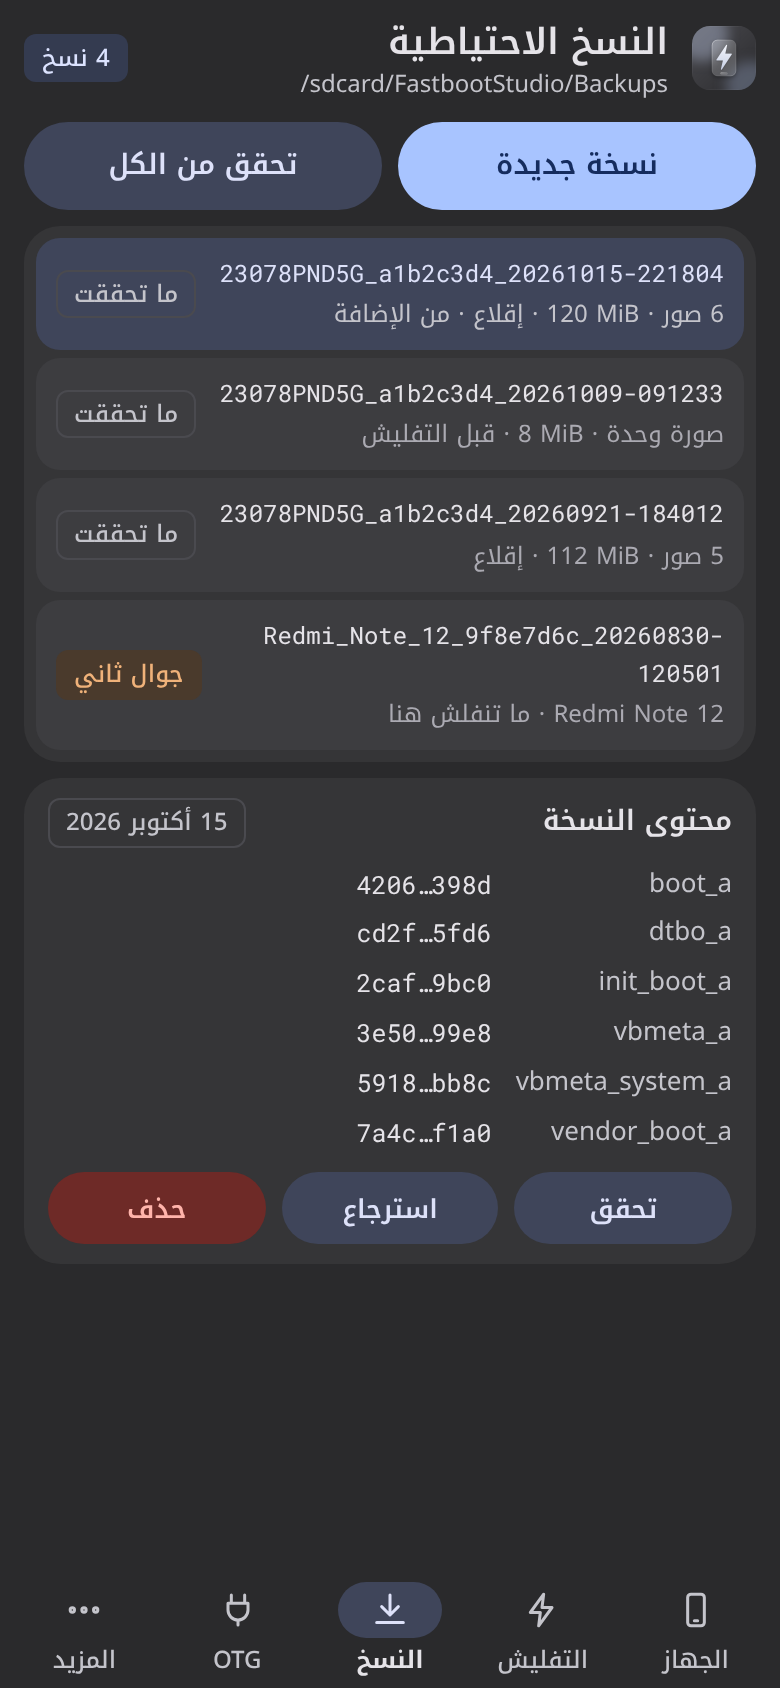 النسخ الاحتياطية
/sdcard/FastbootStudio/Backups
4 نسخ
نسخة جديدة
تحقق من الكل
23078PND5G_a1b2c3d4_20261015-221804
6 صور · 120 MiB · إقلاع · من الإضافة
ما تحققت
23078PND5G_a1b2c3d4_20261009-091233
صورة وحدة · 8 MiB · قبل التفليش
ما تحققت
23078PND5G_a1b2c3d4_20260921-184012
5 صور · 112 MiB · إقلاع
ما تحققت
Redmi_Note_12_9f8e7d6c_20260830-
120501
Redmi Note 12 · ما تنفلش هنا
جوال ثاني
محتوى النسخة
15 أكتوبر 2026
boot_a 4206…398d
dtbo_a cd2f…5fd6
init_boot_a 2caf…9bc0
vbmeta_a 3e50…99e8
vbmeta_system_a 5918…bb8c
vendor_boot_a 7a4c…f1a0
تحقق
استرجاع
حذف
الجهاز
التفليش
النسخ
OTG
المزيد